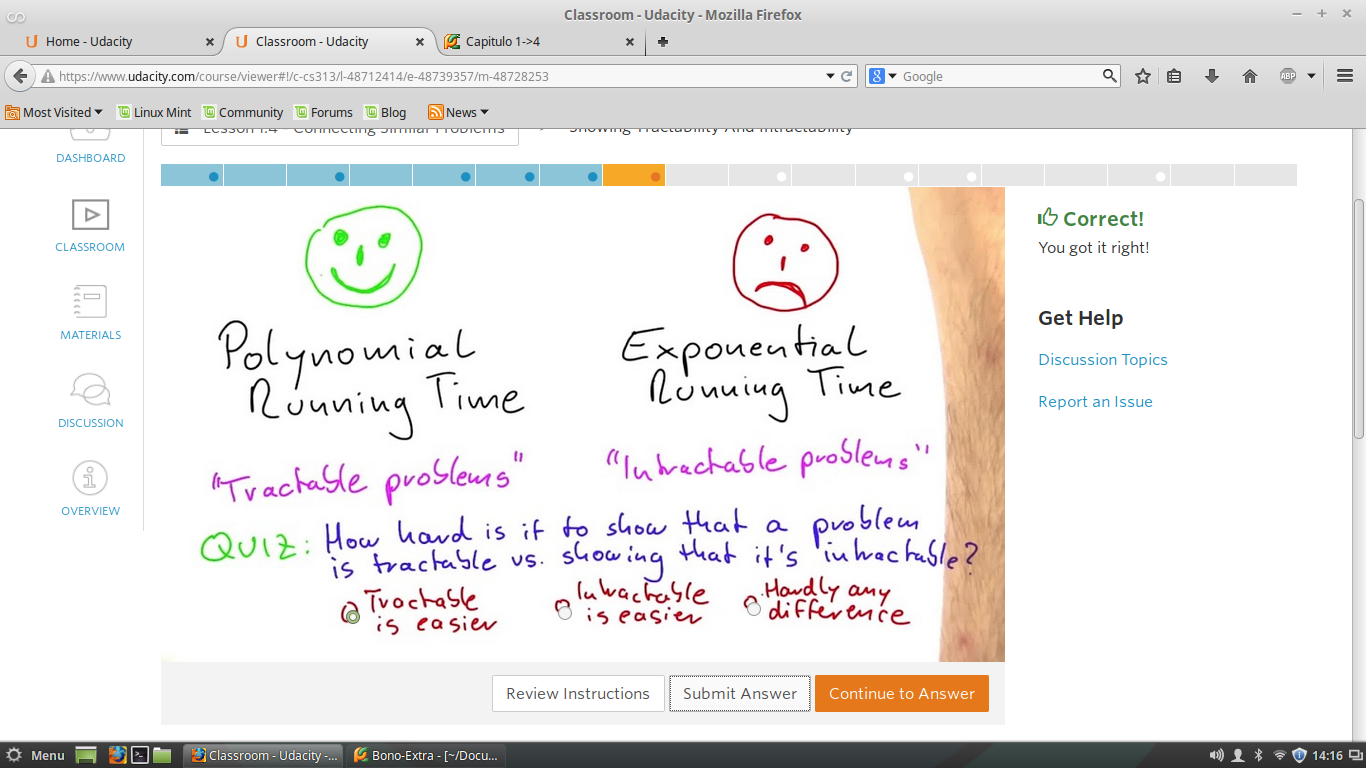 Classroom - Udacity - Mozilla Firefox
Home - Udacity
Classroom - Udacity
Capitulo 1->4
https://www.udacity.com/course/viewer#!/c-cs313/l-48712414/e-48739357/m-48728253
Google
ABP
Most Visited
Linux Mint
Community
Forums
Blog
News
Lesson 1.4 - Connecting Similar Problems
Showing Tractability And Intractability
DASHBOARD
CLASSROOM
MATERIALS
DISCUSSION
OVERVIEW
Polynomial
Running Time
Exponential
Running Time
"Tractable problems"
"Intractable problems"
QUIZ: How hard is it to show that a problem
is tractable vs. showing that it's intractable?
Tractable
is easier
Intractable
is easier
Hardly any
difference
Correct!
You got it right!
Get Help
Discussion Topics
Report an Issue
Review Instructions
Submit Answer
Continue to Answer
Menu
Classroom - Udacity -...
Bono-Extra - [~/Docu...
14:16